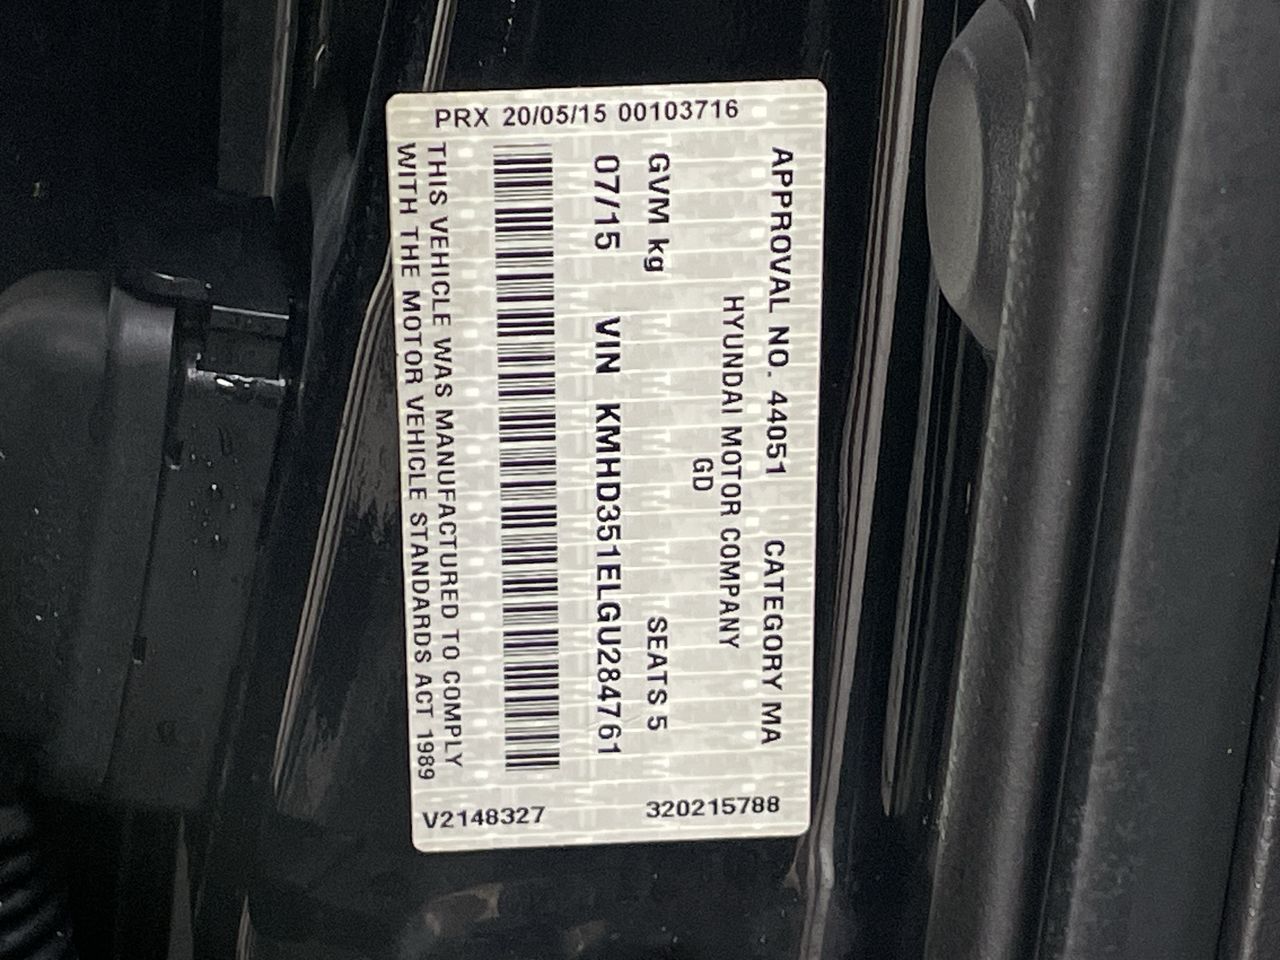 PRX 20/05/15 00103716
APPROVAL NO. 44051 CATEGORY MA
HYUNDAI MOTOR COMPANY
GD
GVM kg SEATS 5
07/15 VIN KMHD351ELGU284761
THIS VEHICLE WAS MANUFACTURED TO COMPLY
WITH THE MOTOR VEHICLE STANDARDS ACT 1989
V2148327 320215788